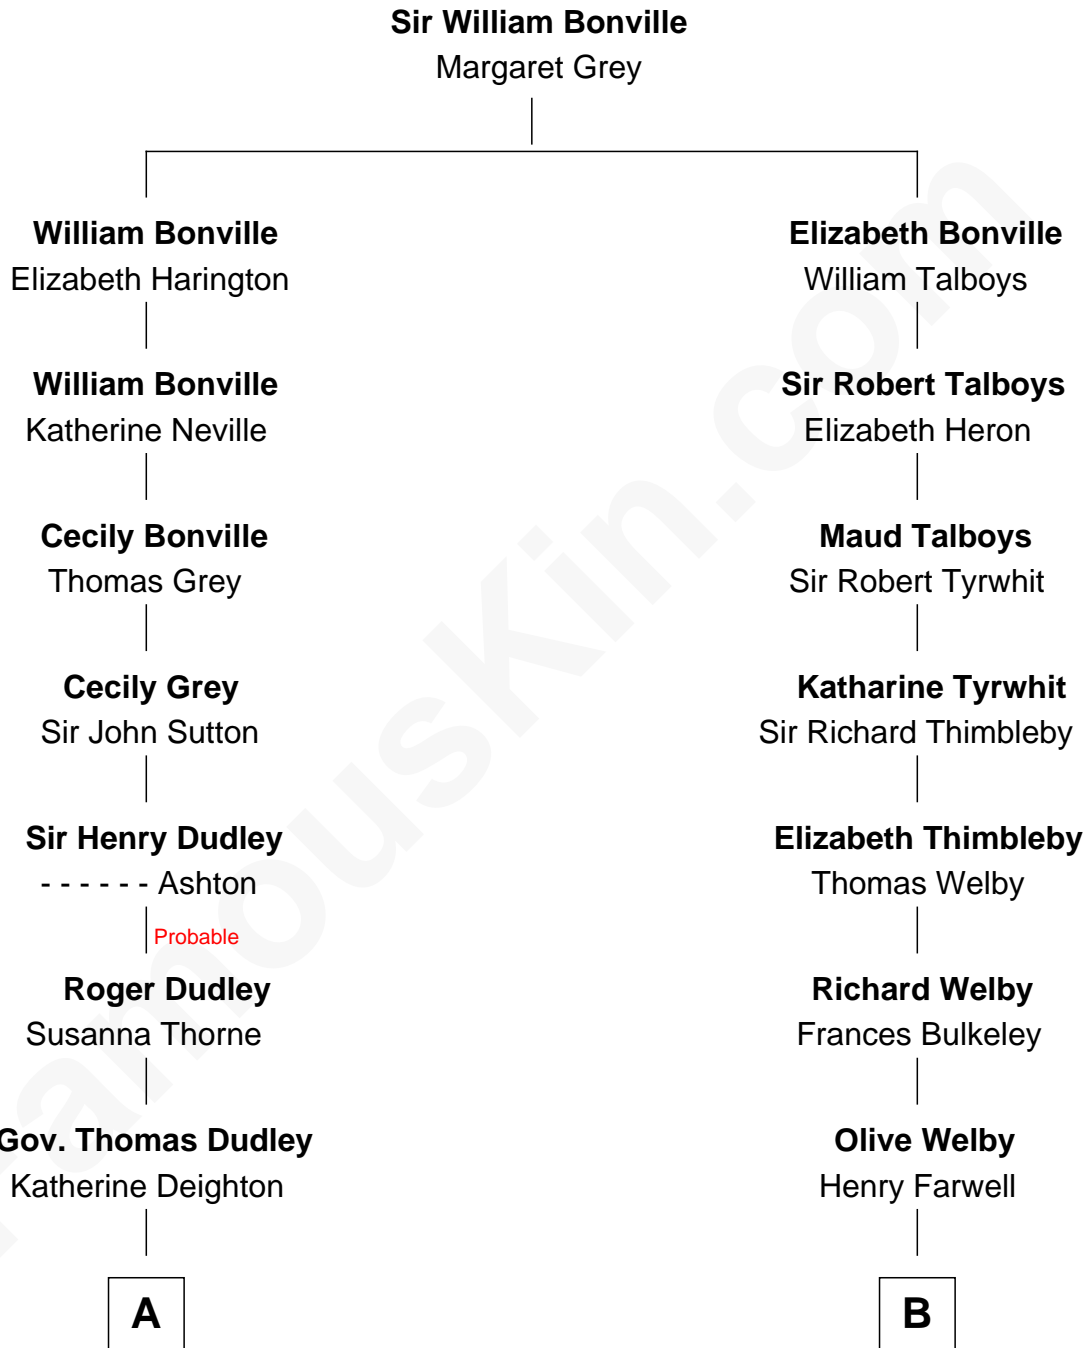 Sir William Bonville
Margaret Grey
William Bonville
Elizabeth Harington
William Bonville
Katherine Neville
Cecily Bonville
Thomas Grey
Cecily Grey
Sir John Sutton
Sir Henry Dudley
- - - - - - Ashton
Probable
Roger Dudley
Susanna Thorne
Gov. Thomas Dudley
Katherine Deighton
A
Elizabeth Bonville
William Talboys
Sir Robert Talboys
Elizabeth Heron
Maud Talboys
Sir Robert Tyrwhit
Katharine Tyrwhit
Sir Richard Thimbleby
Elizabeth Thimbleby
Thomas Welby
Richard Welby
Frances Bulkeley
Olive Welby
Henry Farwell
B
FamousKin.com